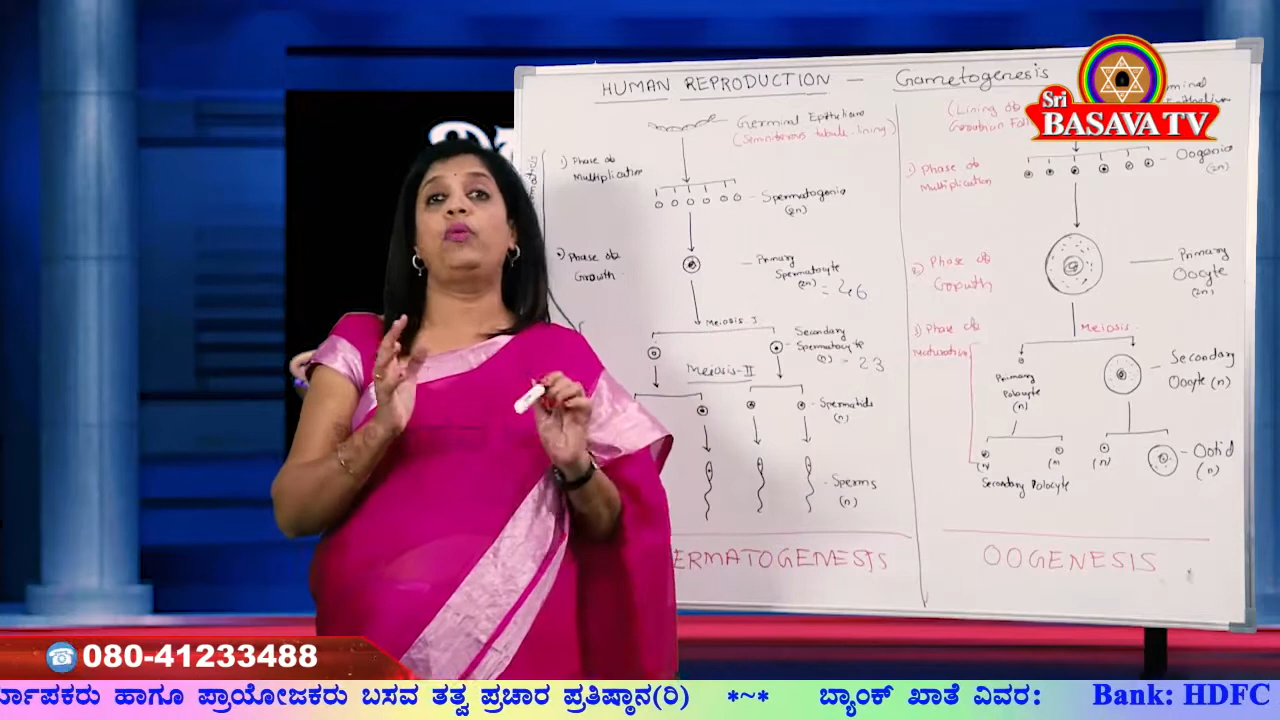 HUMAN REPRODUCTION — Gametogenesis
Sri
BASAVA TV
Germinal Epithelium
(Seminiferous tubule lining)
1) Phase of
Multiplication
Spermatogonia
(2n)
2) Phase of
Growth
Primary
Spermatocyte
(2n) = 46
Meiosis I
Secondary
Spermatocyte
(n) - 23
Meiosis-II
Spermatids
(n)
Sperms
(n)
ERMATOGENESIS
(Lining of
1) Phase of
Multiplication
Oogonia
(2n)
Phase of
Growth
Primary
Oocyte
(2n)
3) Phase of
Maturation
Meiosis
Primary
Polocyte
(n)
Secondary
Oocyte (n)
(n)
(n)
(n)
Ootid
(n)
Secondary Polocyte
OOGENESIS
080-41233488
ರ್ಯಾಪಕರು ಹಾಗೂ ಪ್ರಾಯೋಜಕರು ಬಸವ ತತ್ವ ಪ್ರಚಾರ ಪ್ರತಿಷ್ಠಾನ(ರಿ) *~* ಬ್ಯಾಂಕ್ ಖಾತೆ ವಿವರ: Bank: HDFC